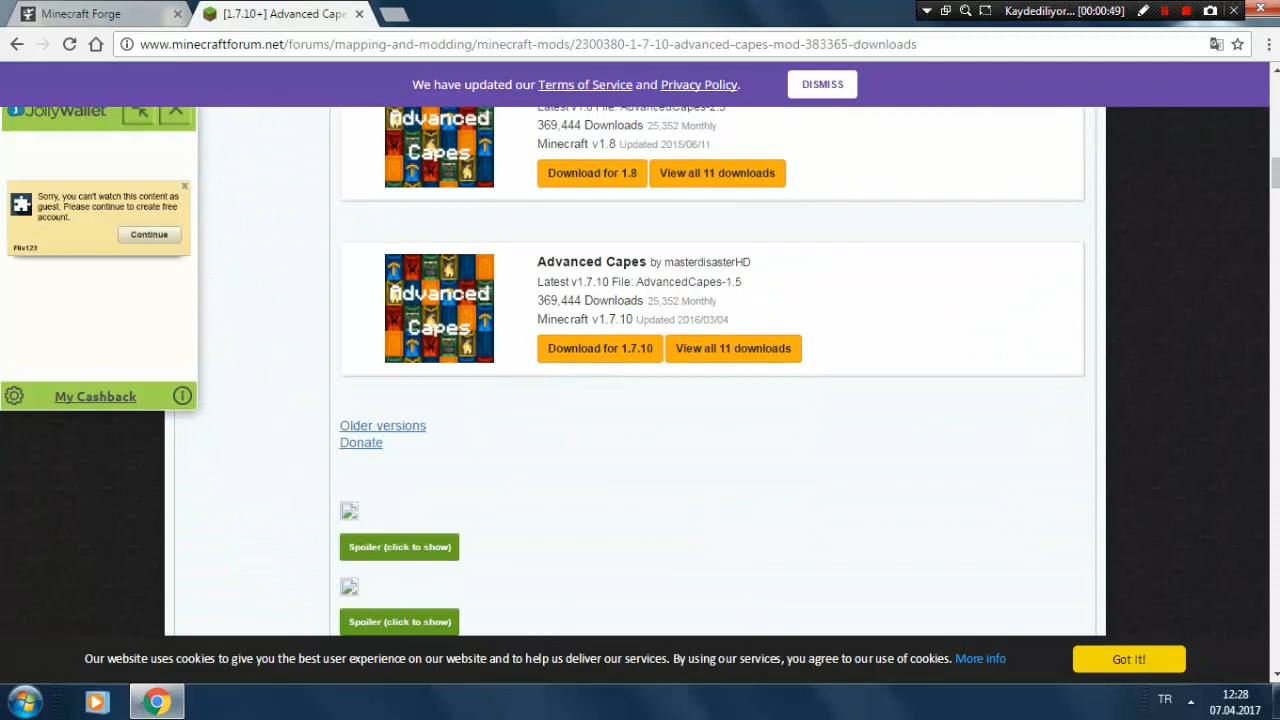 Minecraft Forge
[1.7.10+] Advanced Cape
Kaydediliyor... [00:00:49]
www.minecraftforum.net/forums/mapping-and-modding/minecraft-mods/2300380-1-7-10-advanced-capes-mod-383365-downloads
We have updated our Terms of Service and Privacy Policy.
DISMISS
JollyWallet
Sorry, you can't watch this content as
guest. Please continue to create free
account.
Continue
Flix123
My Cashback
Advanced
Capes
Latest v1.8 File: AdvancedCapes-2.3
369,444 Downloads 25,352 Monthly
Minecraft v1.8 Updated 2015/06/11
Download for 1.8
View all 11 downloads
Advanced
Capes
Advanced Capes by masterdisasterHD
Latest v1.7.10 File: AdvancedCapes-1.5
369,444 Downloads 25,352 Monthly
Minecraft v1.7.10 Updated 2016/03/04
Download for 1.7.10
View all 11 downloads
Older versions
Donate
Spoiler (click to show)
Spoiler (click to show)
Our website uses cookies to give you the best user experience on our website and to help us deliver our services. By using our services, you agree to our use of cookies. More info
Got It!
TR
12:28
07.04.2017